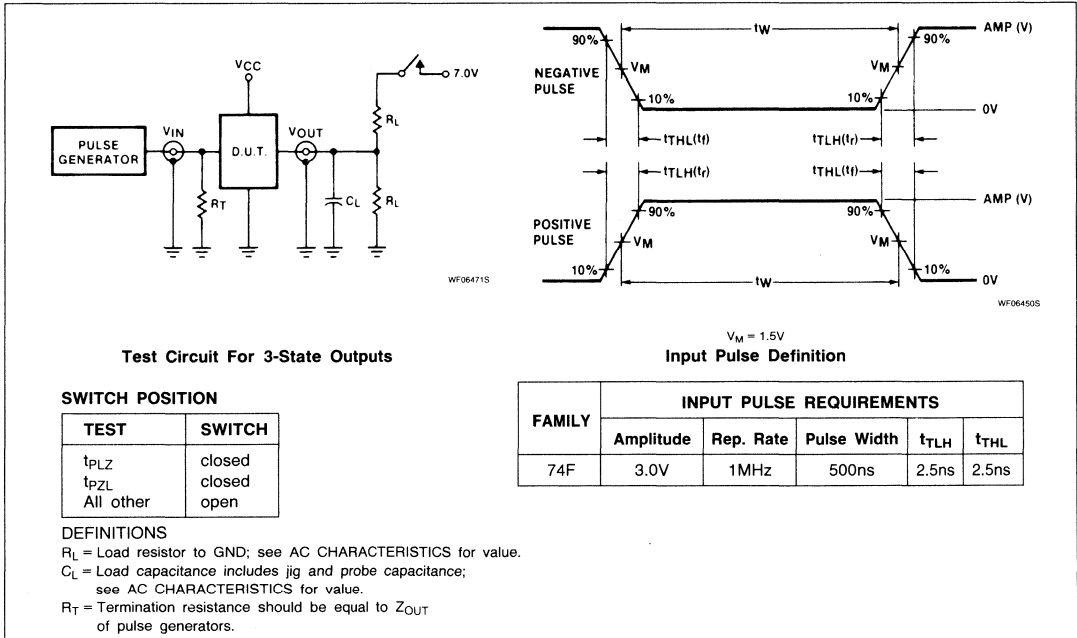 VCC
7.0V
RL
VIN
VOUT
PULSE
GENERATOR
D.U.T.
RT
CL
RL
WF06471S
tW
AMP (V)
90%
90%
NEGATIVE
PULSE
VM
VM
10%
10%
0V
tTHL(tf)
tTLH(tr)
tTLH(tr)
tTHL(tf)
AMP (V)
90%
90%
POSITIVE
PULSE
VM
VM
10%
10%
tW
0V
WF06450S
VM = 1.5V
Test Circuit For 3-State Outputs
Input Pulse Definition
SWITCH POSITION
TEST SWITCH
tPLZ closed
tPZL closed
All other open
FAMILY INPUT PULSE REQUIREMENTS
Amplitude Rep. Rate Pulse Width tTLH tTHL
74F 3.0V 1MHz 500ns 2.5ns 2.5ns
DEFINITIONS
RL = Load resistor to GND; see AC CHARACTERISTICS for value.
CL = Load capacitance includes jig and probe capacitance;
see AC CHARACTERISTICS for value.
RT = Termination resistance should be equal to ZOUT
of pulse generators.